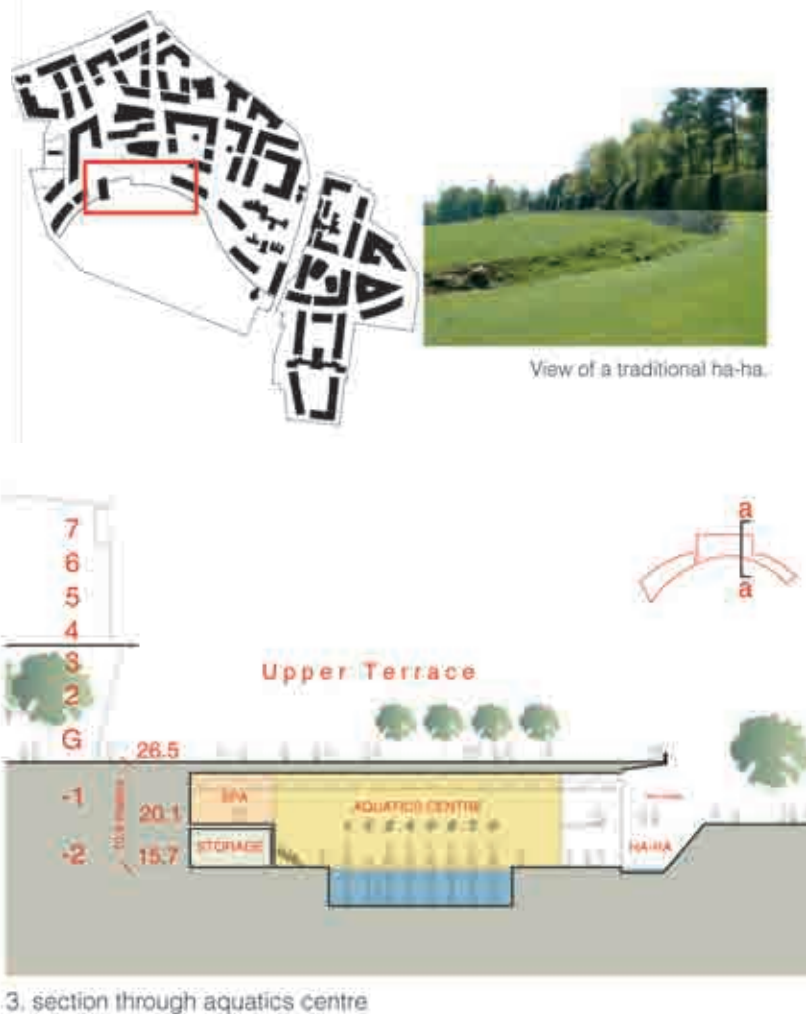 View of a traditional ha-ha.
a
a
7
6
5
4
3
2
G
-1
-2
Upper Terrace
26.5
20.1
15.7
SPA
AQUATICS CENTRE
STORAGE
HA-HA
3. section through aquatics centre